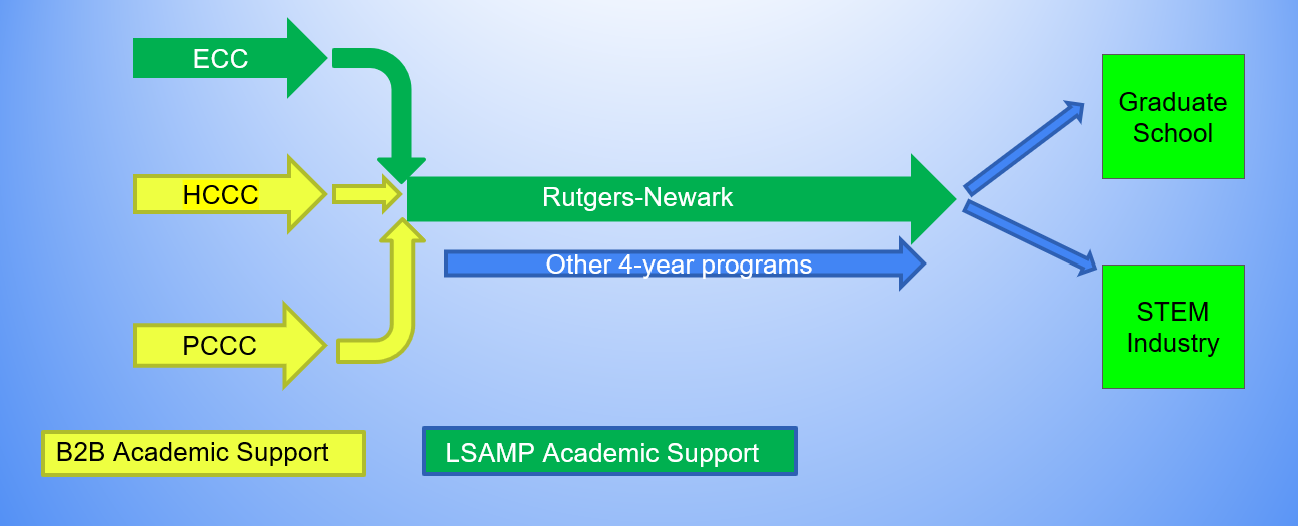 ECC
HCCC
PCCC
Rutgers-Newark
Other 4-year programs
Graduate
School
STEM
Industry
B2B Academic Support
LSAMP Academic Support